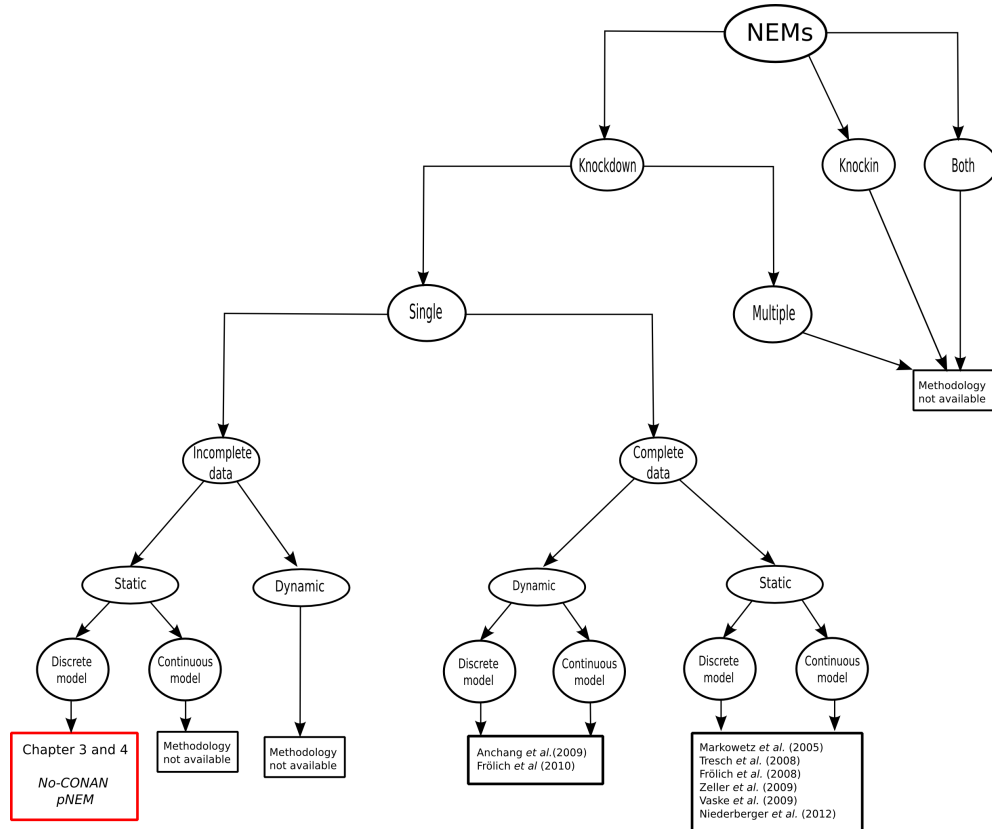 NEMs
Knockdown
Knockin
Both
Single
Multiple
Methodology
not available
Incomplete
data
Complete
data
Static
Dynamic
Dynamic
Static
Discrete
model
Continuous
model
Discrete
model
Continuous
model
Discrete
model
Continuous
model
Chapter 3 and 4
No-CONAN
pNEM
Methodology
not available
Methodology
not available
Anchang et al.(2009)
Frölich et al (2010)
Markowetz et al. (2005)
Tresch et al. (2008)
Frölich et al. (2008)
Zeller et al. (2009)
Vaske et al. (2009)
Niederberger et al. (2012)